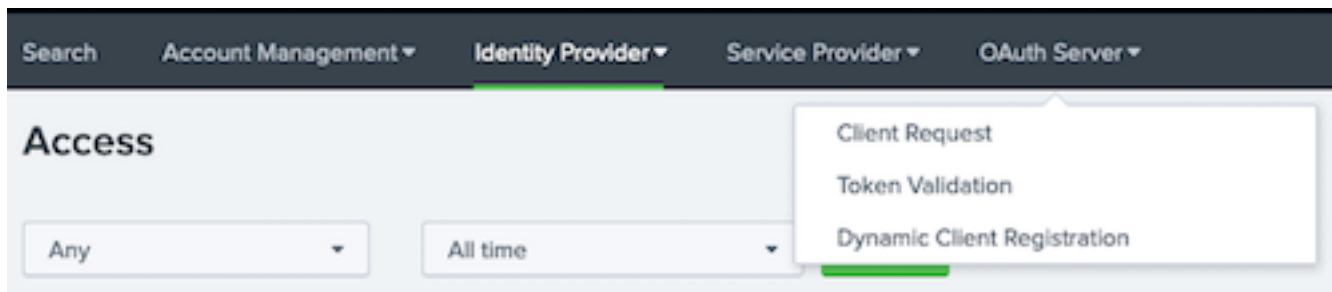 Search Account Management Identity Provider Service Provider OAuth Server
Access
Client Request
Token Validation
Any All time Dynamic Client Registration